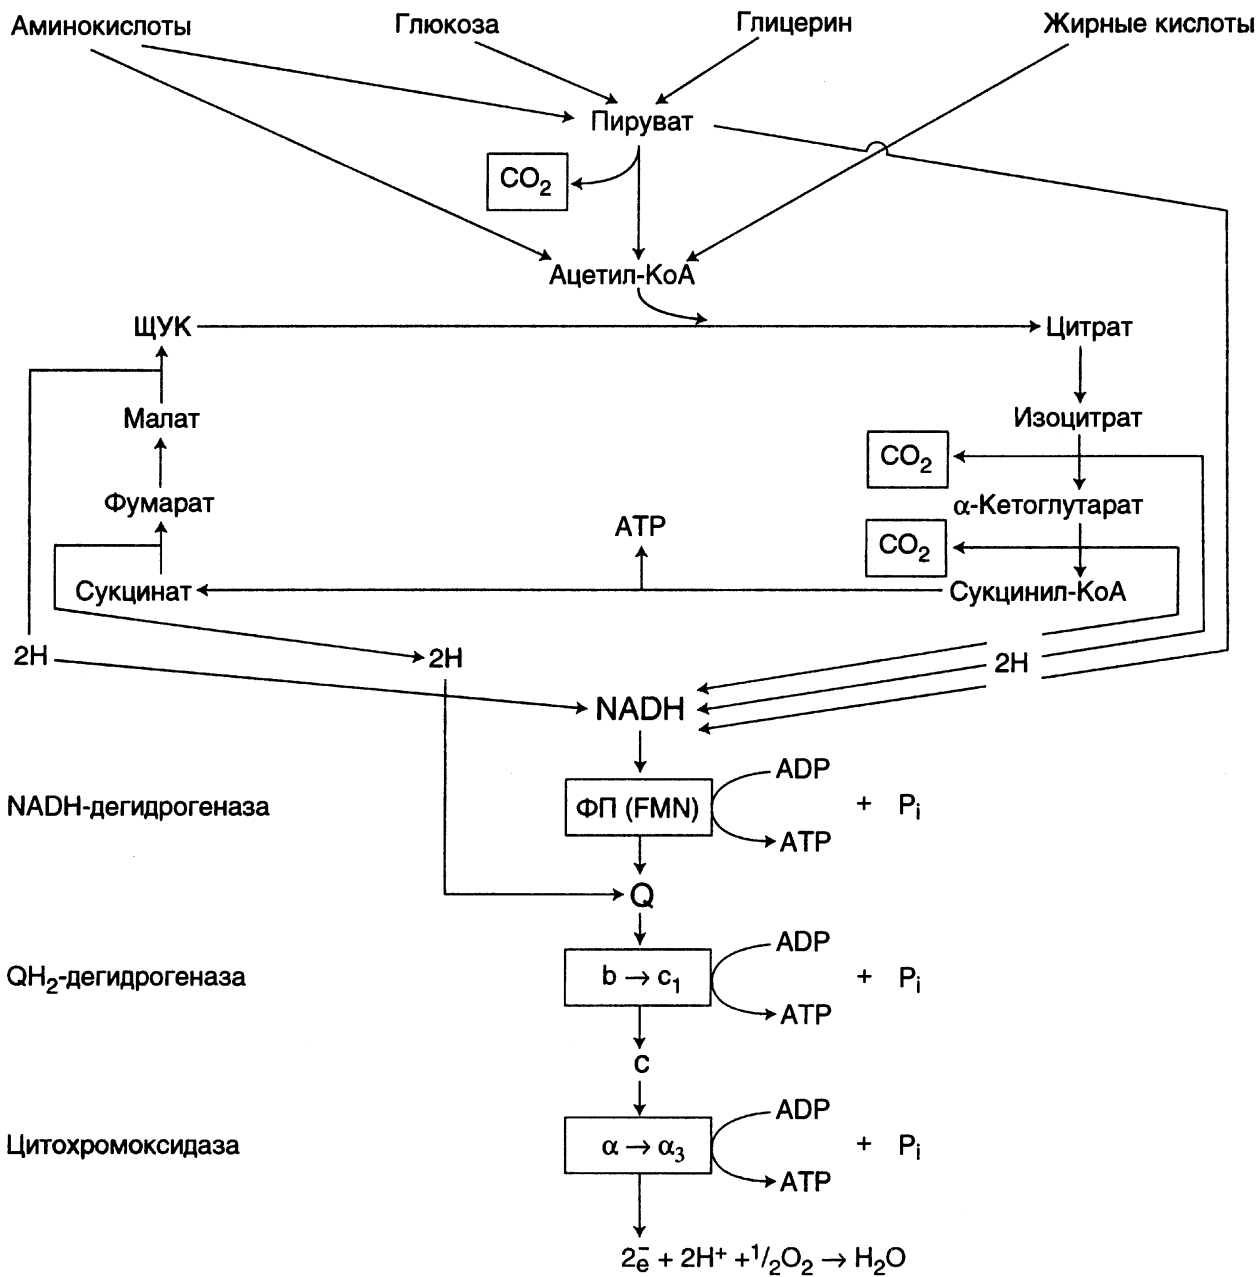 Аминокислоты Глюкоза Глицерин Жирные кислоты
Пируват
CO₂
Ацетил-КоА
ЩУК Цитрат
Малат Изоцитрат
CO₂
Фумарат α-Кетоглутарат
ATP
CO₂
Сукцинат Сукцинил-КоА
2H 2H 2H
NADH
ADP
NADH-дегидрогеназа ФП (FMN) + Pᵢ
ATP
Q
ADP
QH₂-дегидрогеназа b → c₁ + Pᵢ
ATP
c
ADP
Цитохромоксидаза α → α₃ + Pᵢ
ATP
2ē + 2H⁺ + ¹/₂O₂ → H₂O